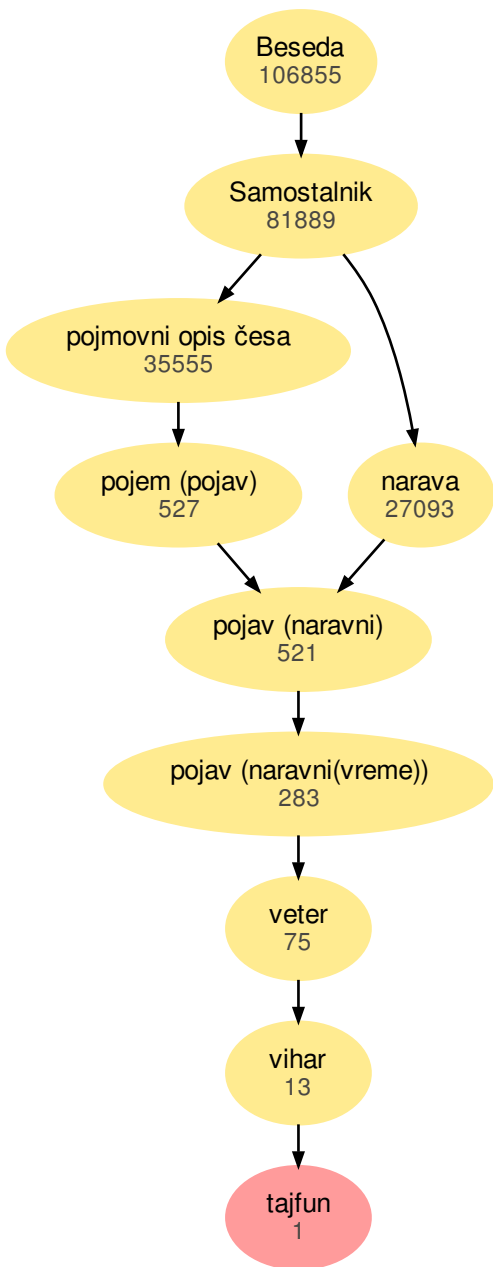 Beseda
106855
Samostalnik
81889
pojmovni opis česa
35555
pojem (pojav)
527
narava
27093
pojav (naravni)
521
pojav (naravni(vreme))
283
veter
75
vihar
13
tajfun
1